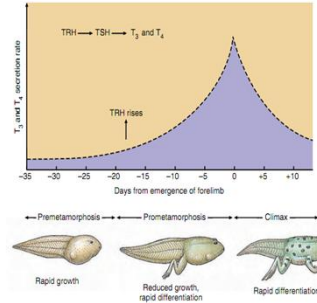 TRH → TSH → T₃ and T₄
T₃ and T₄ secretion rate
TRH rises
−35 −30 −25 −20 −15 −10 −5 0 +5 +10
Days from emergence of forelimb
Premetamorphosis Prometamorphosis Climax
Rapid growth
Reduced growth,
rapid differentiation
Rapid differentiation